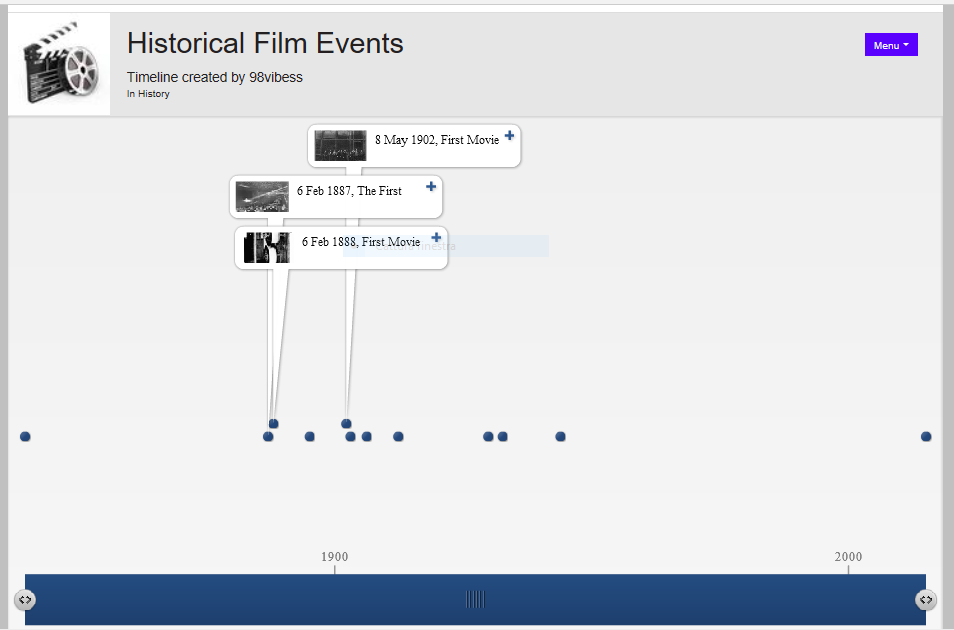 Historical Film Events
Menu
Timeline created by 98vibess
In History
8 May 1902, First Movie
6 Feb 1887, The First
6 Feb 1888, First Movie
1900
2000